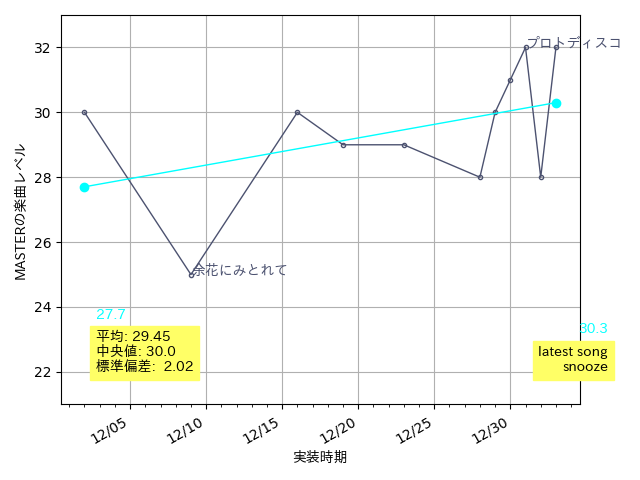 32
プロトディスコ
30
28
26
余花にみとれて
24
22
MASTERの楽曲レベル
27.7
平均: 29.45
中央値: 30.0
標準偏差: 2.02
30.3
latest song
snooze
12/05
12/10
12/15
12/20
12/25
12/30
実装時期